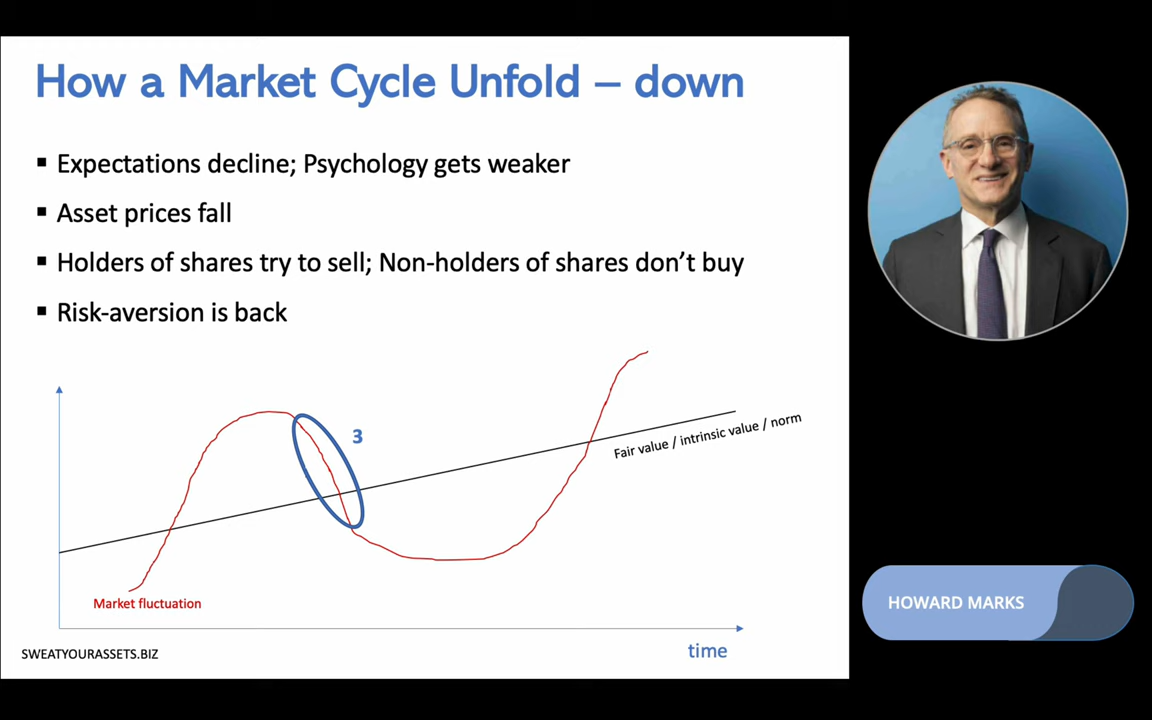 How a Market Cycle Unfold – down
▪ Expectations decline; Psychology gets weaker
▪ Asset prices fall
▪ Holders of shares try to sell; Non-holders of shares don’t buy
▪ Risk-aversion is back
3
Fair value / intrinsic value / norm
Market fluctuation
time
SWEATYOURASSETS.BIZ
HOWARD MARKS